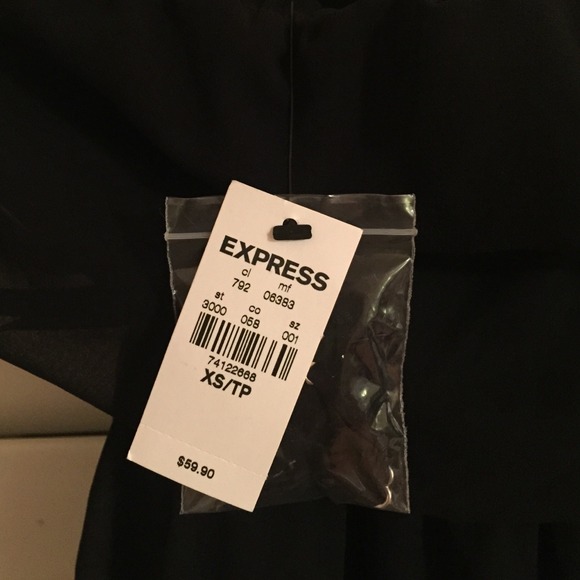 EXPRESS
cl mf
792 06383
st co sz
3000 058 001
74122668
XS/TP
$59.90